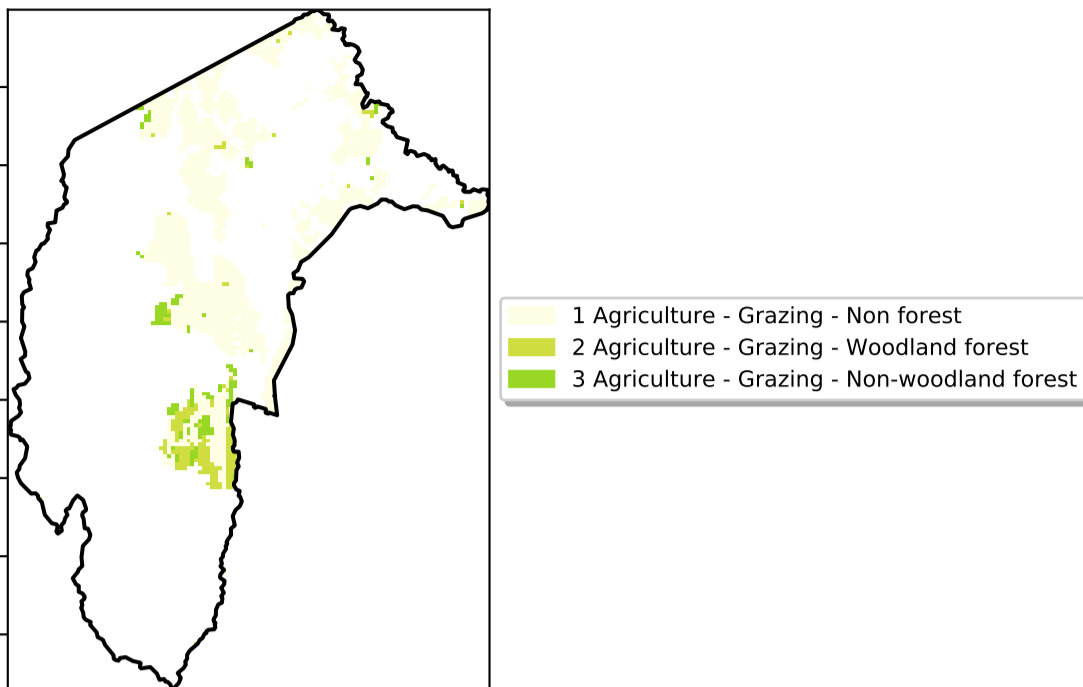 1 Agriculture - Grazing - Non forest
2 Agriculture - Grazing - Woodland forest
3 Agriculture - Grazing - Non-woodland forest